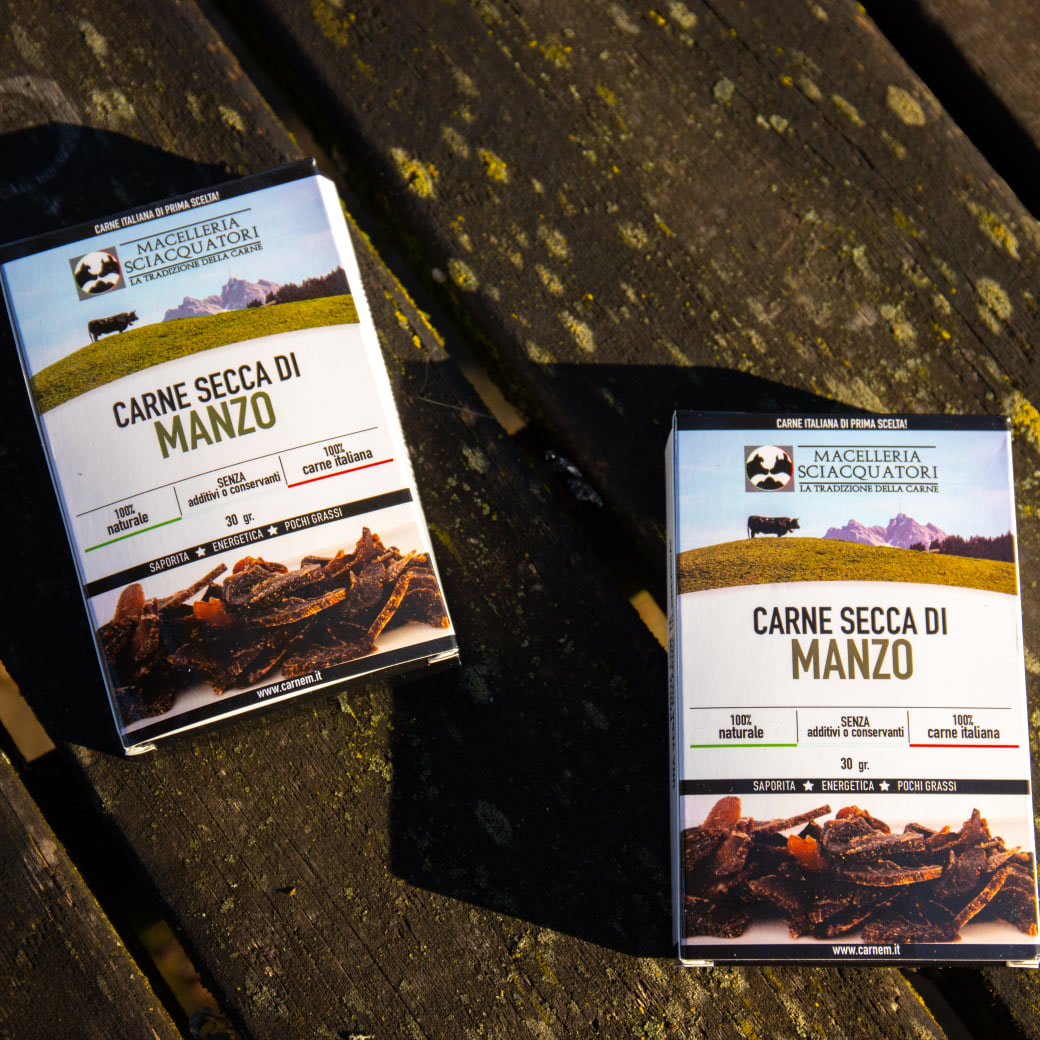 CARNE ITALIANA DI PRIMA SCELTA!
MACELLERIA
SCIACQUATORI
LA TRADIZIONE DELLA CARNE
CARNE SECCA DI
MANZO
100%
naturale
SENZA
additivi o conservanti
100%
carne italiana
30 gr.
SAPORITA ★ ENERGETICA ★ POCHI GRASSI
www.carnem.it
CARNE ITALIANA DI PRIMA SCELTA!
MACELLERIA
SCIACQUATORI
LA TRADIZIONE DELLA CARNE
CARNE SECCA DI
MANZO
100%
naturale
SENZA
additivi o conservanti
100%
carne italiana
30 gr.
SAPORITA ★ ENERGETICA ★ POCHI GRASSI
www.carnem.it